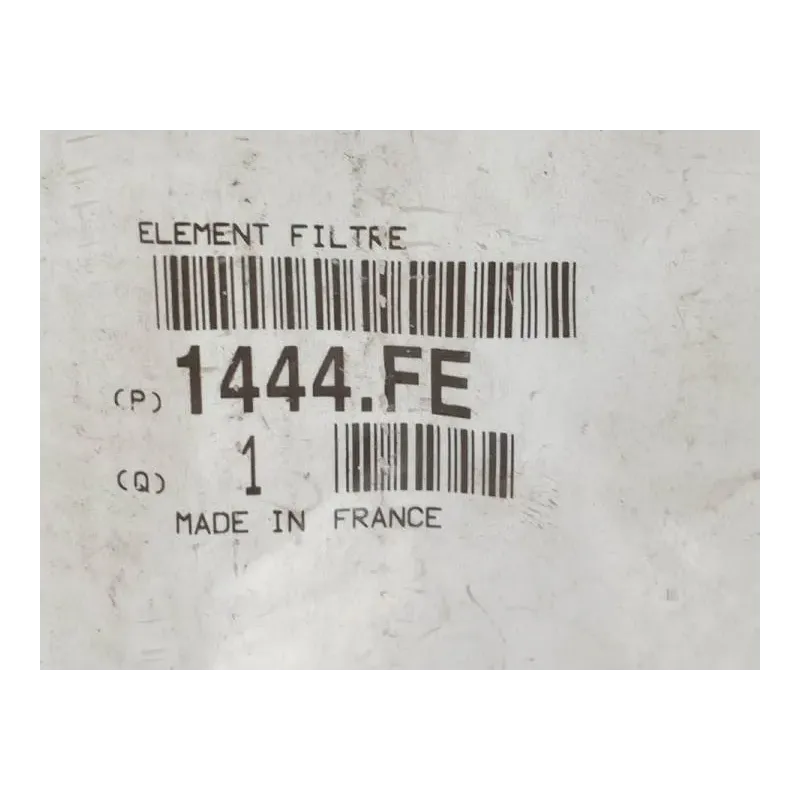 ELEMENT FILTRE
(P) 1444.FE
(Q) 1
MADE IN FRANCE